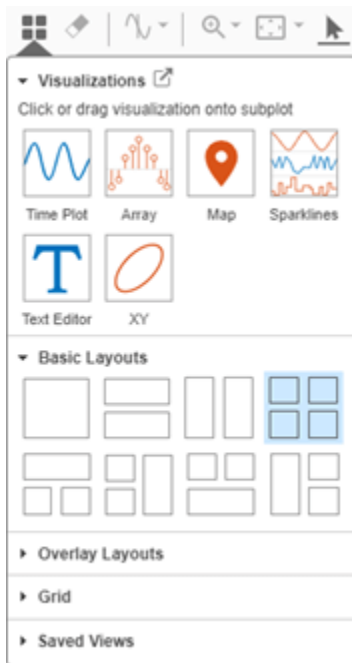 Visualizations
Click or drag visualization onto subplot
Time Plot Array Map Sparklines
T
Text Editor XY
Basic Layouts
Overlay Layouts
Grid
Saved Views